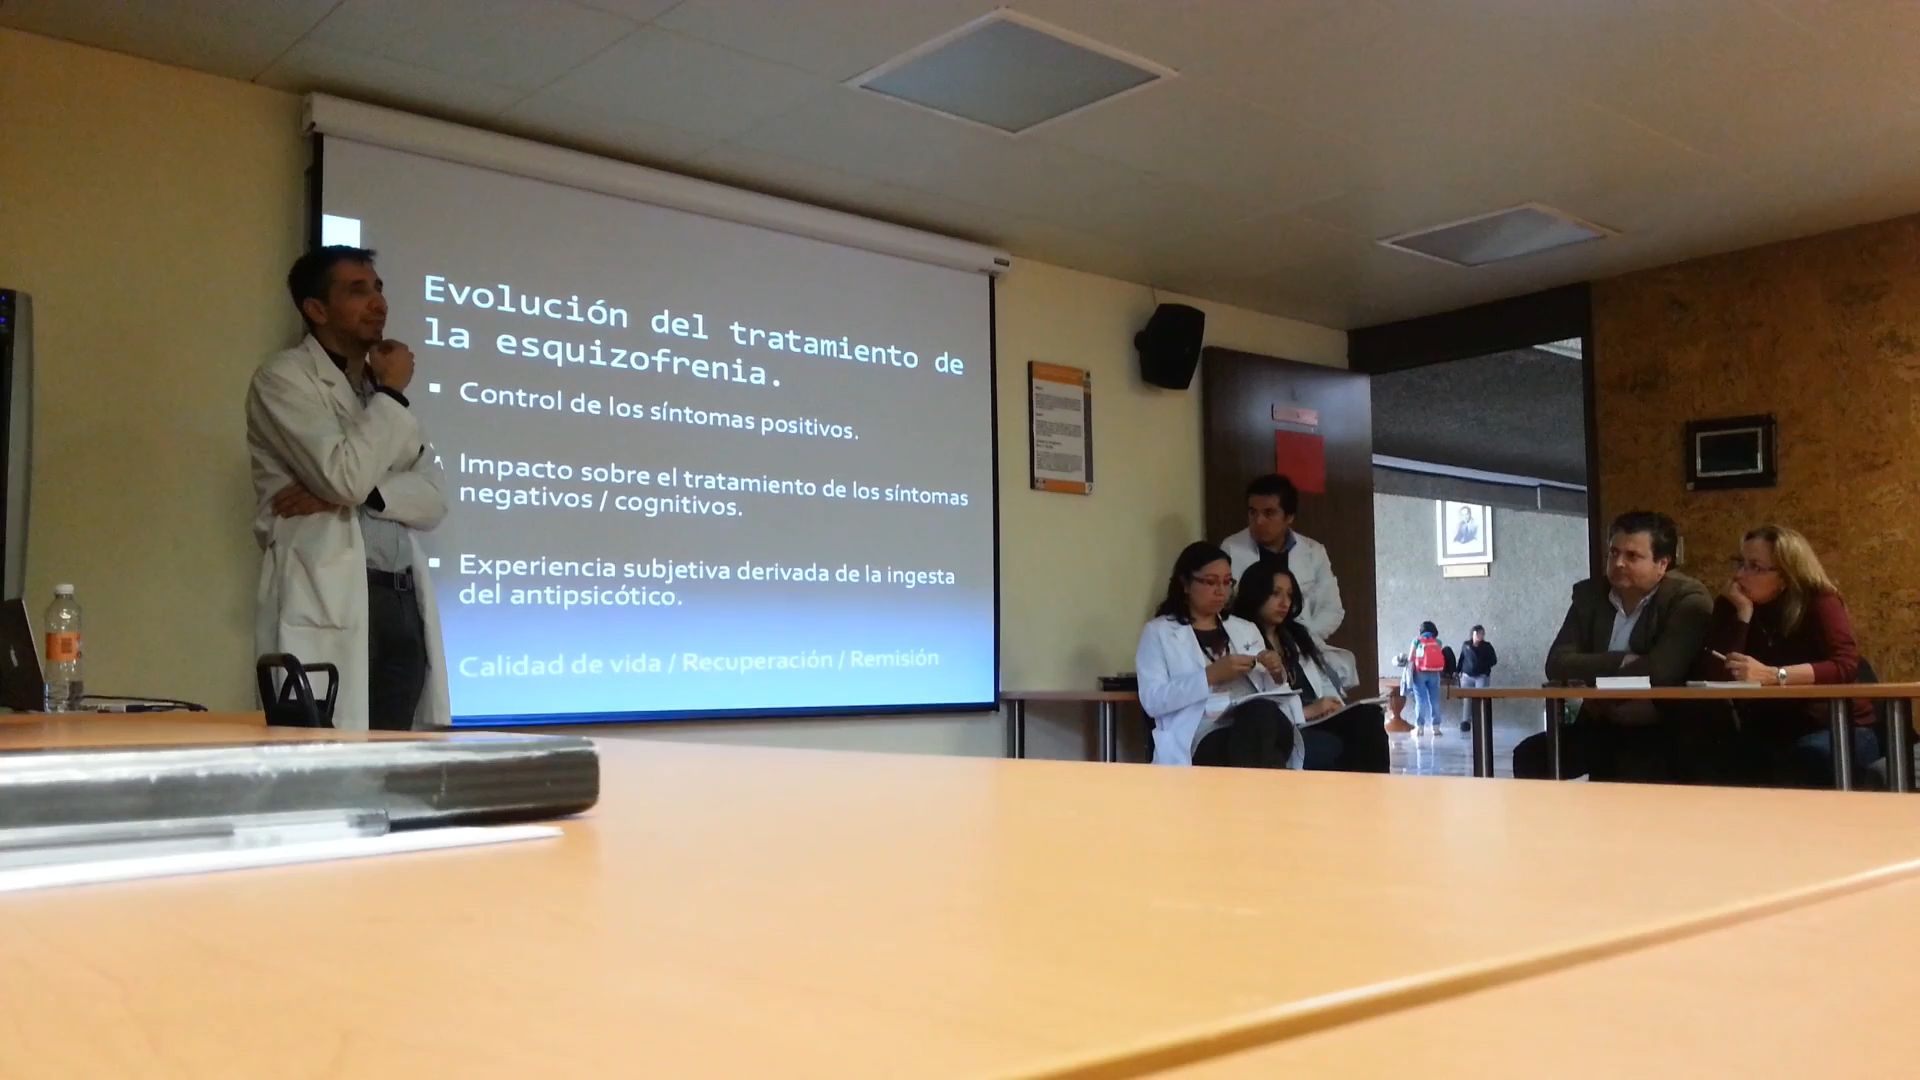 Evolución del tratamiento de
la esquizofrenia.
Control de los síntomas positivos.
Impacto sobre el tratamiento de los síntomas
negativos / cognitivos.
Experiencia subjetiva derivada de la ingesta
del antipsicótico.
Calidad de vida / Recuperación / Remisión